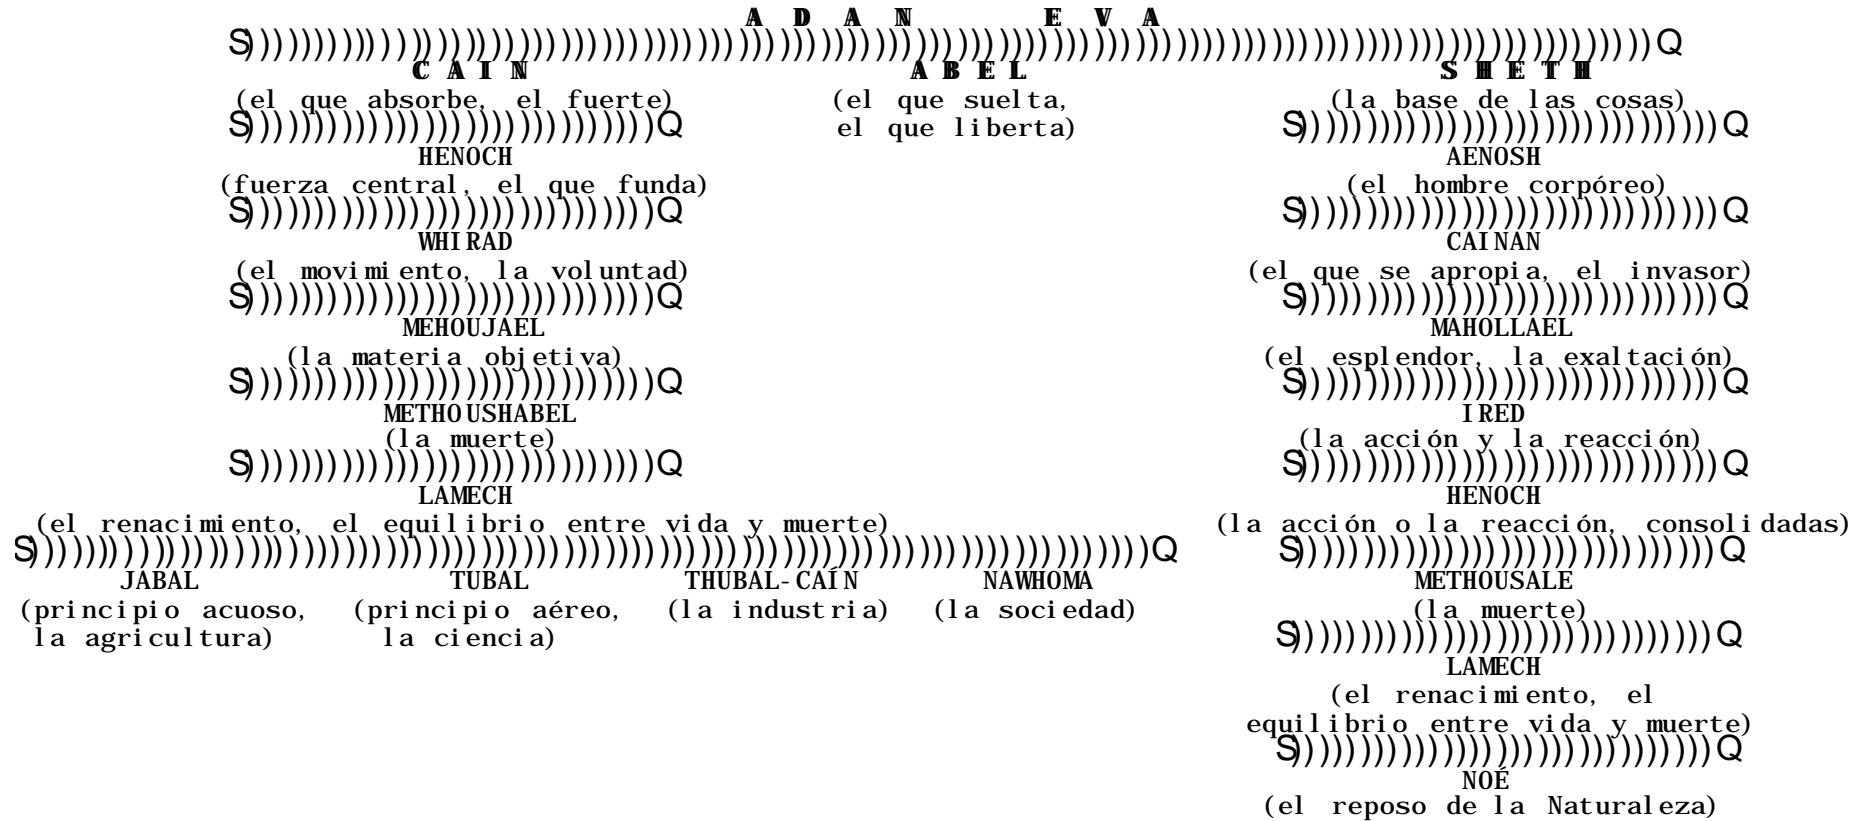 ADAN EVA
CAIN ABEL SHETH
(el que absorbe, el fuerte) (el que suelta, (la base de las cosas)
el que liberta)
HENOCH AENOSH
(fuerza central, el que funda) (el hombre corpóreo)
WHIRAD CAINAN
(el movimiento, la voluntad) (el que se apropia, el invasor)
MEHOUJAEL MAHOLLAEL
(la materia objetiva) (el esplendor, la exaltación)
METHOUSHABEL IRED
(la muerte) (la acción y la reacción)
LAMECH HENOCH
(el renacimiento, el equilibrio entre vida y muerte) (la acción o la reacción, consolidadas)
JABAL TUBAL THUBAL-CAÍN NAWHOMA METHOUSALE
(principio acuoso, (principio aéreo, (la industria) (la sociedad) (la muerte)
la agricultura) la ciencia)
LAMECH
(el renacimiento, el
equilibrio entre vida y muerte)
NOÉ
(el reposo de la Naturaleza)